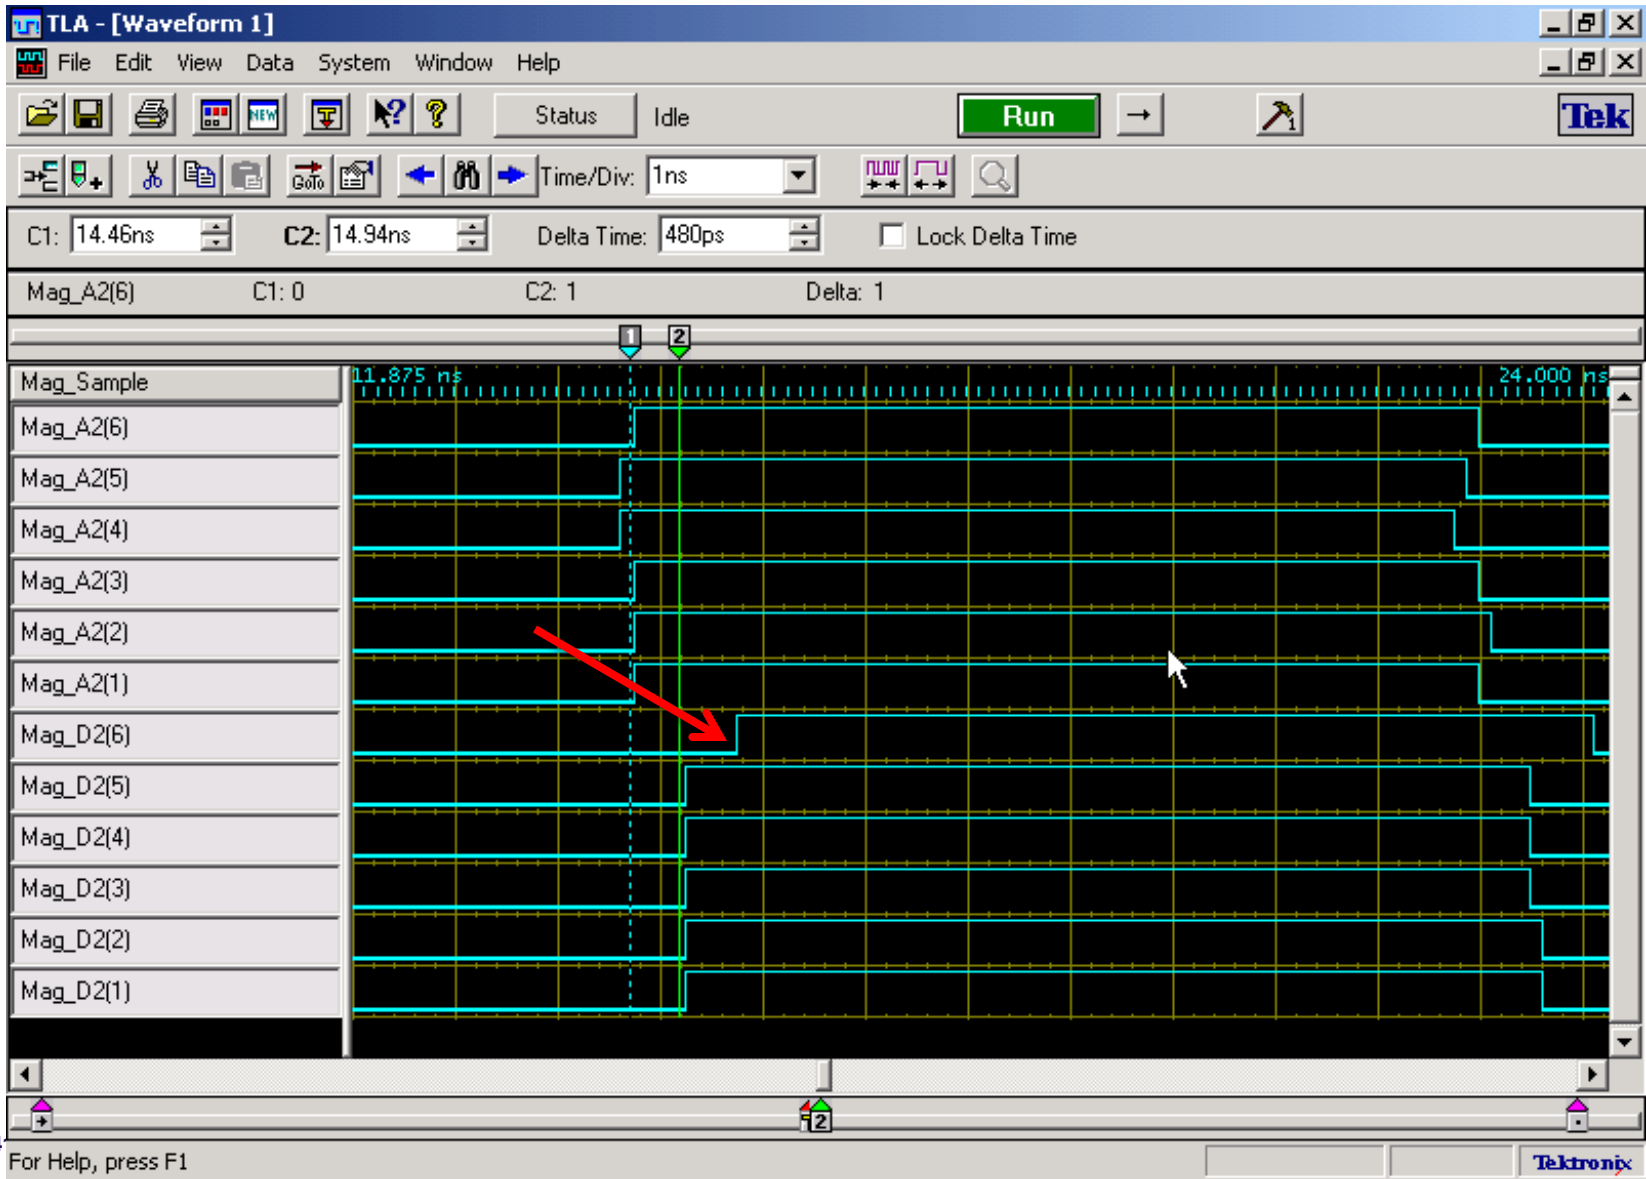 TLA - [Waveform 1]
File Edit View Data System Window Help
NEW Status Idle Run 1 Tek
GoTo Time/Div: 1ns
C1: 14.46ns C2: 14.94ns Delta Time: 480ps Lock Delta Time
Mag_A2(6) C1: 0 C2: 1 Delta: 1
1 2
Mag_Sample 11.875 ns 24.000 ns
Mag_A2(6)
Mag_A2(5)
Mag_A2(4)
Mag_A2(3)
Mag_A2(2)
Mag_A2(1)
Mag_D2(6)
Mag_D2(5)
Mag_D2(4)
Mag_D2(3)
Mag_D2(2)
Mag_D2(1)
2
For Help, press F1 Tektronix